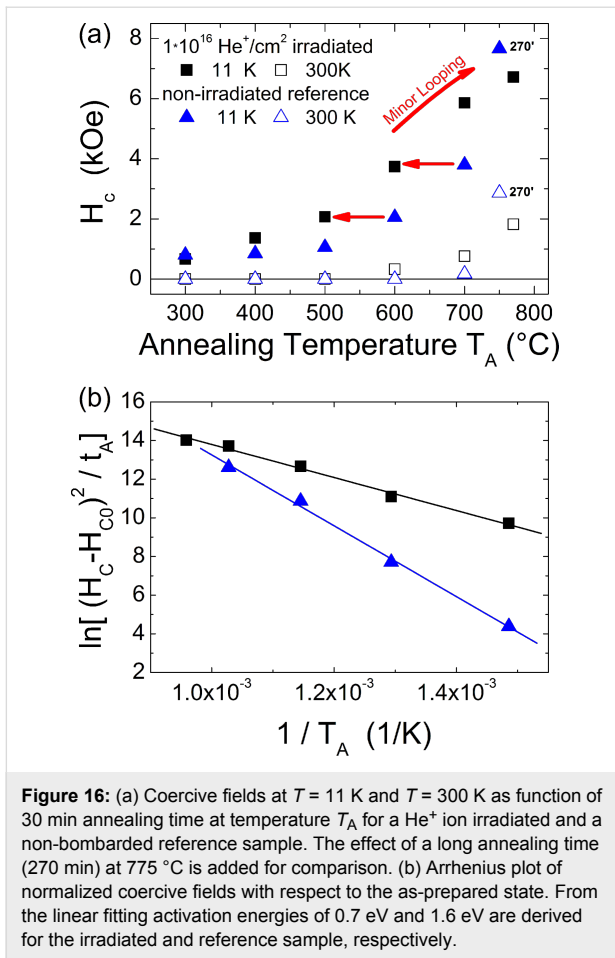 (a)
8
6
4
2
0
H_c (kOe)
1*10^16 He^+/cm^2 irradiated
11 K 300K
non-irradiated reference
11 K 300 K
Minor Looping
270'
270'
300 400 500 600 700 800
Annealing Temperature T_A (°C)
(b)
16
14
12
10
8
6
4
2
ln[ (H_C-H_C0)^2 / t_A]
1.0x10^-3 1.2x10^-3 1.4x10^-3
1 / T_A (1/K)
Figure 16: (a) Coercive fields at T = 11 K and T = 300 K as function of
30 min annealing time at temperature T_A for a He^+ ion irradiated and a
non-bombarded reference sample. The effect of a long annealing time
(270 min) at 775 °C is added for comparison. (b) Arrhenius plot of
normalized coercive fields with respect to the as-prepared state. From
the linear fitting activation energies of 0.7 eV and 1.6 eV are derived
for the irradiated and reference sample, respectively.